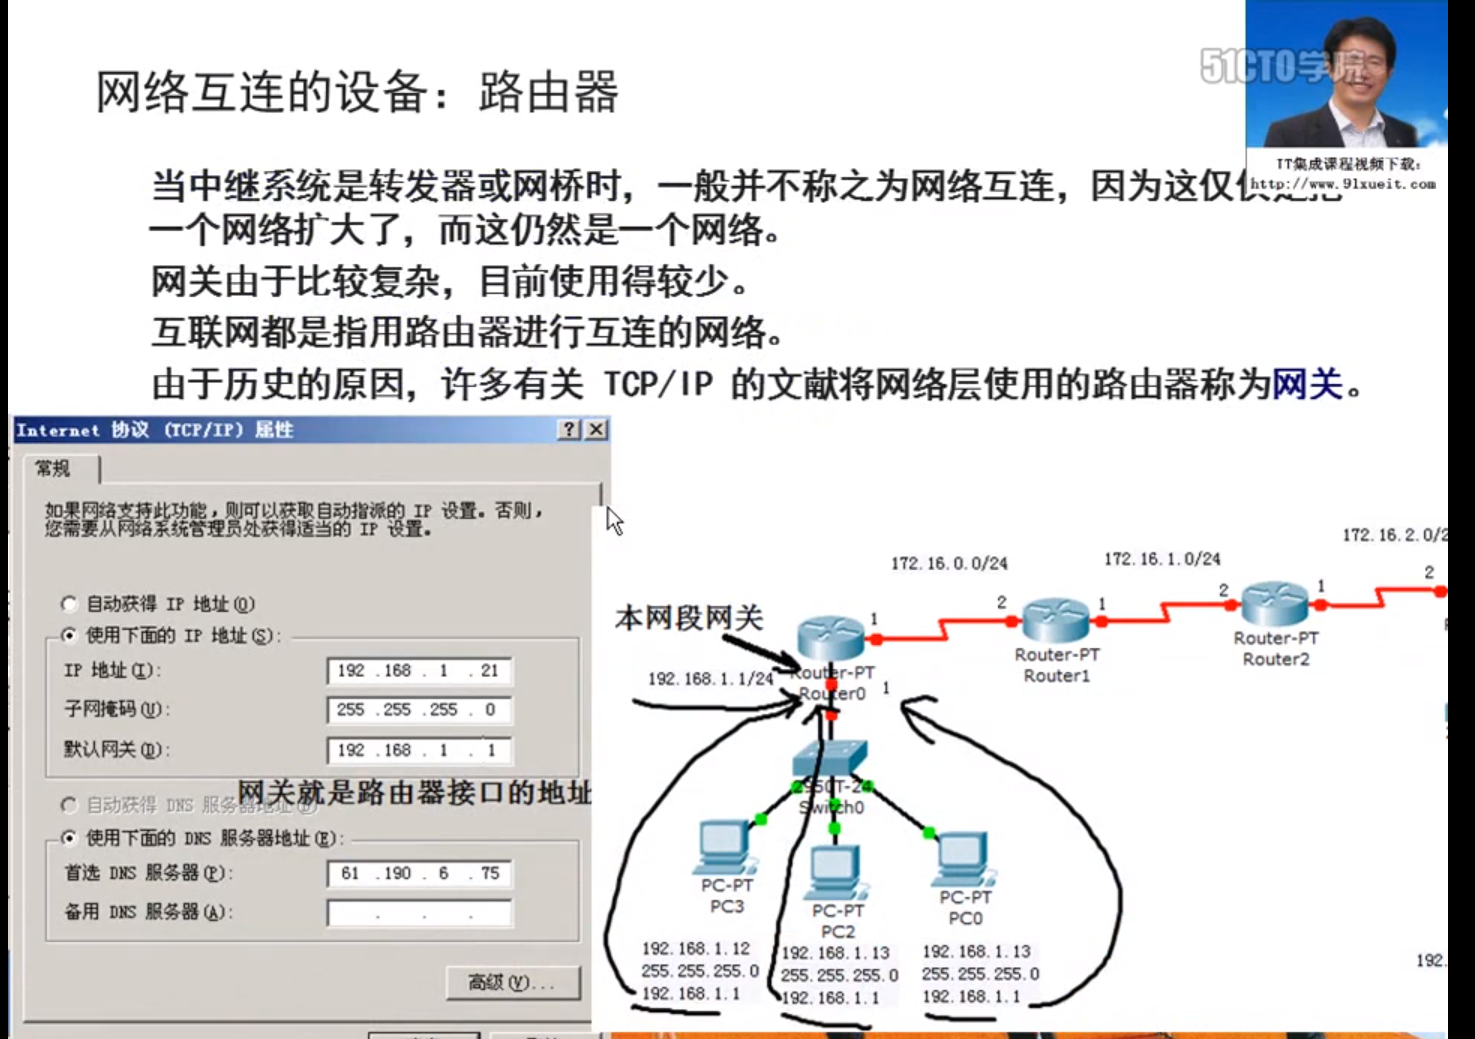 51CTO学院
网络互连的设备：路由器
IT集成课程视频下载：
http://www.91xueit.com
当中继系统是转发器或网桥时，一般并不称之为网络互连，因为这仅
一个网络扩大了，而这仍然是一个网络。
网关由于比较复杂，目前使用得较少。
互联网都是指用路由器进行互连的网络。
由于历史的原因，许多有关 TCP/IP 的文献将网络层使用的路由器称为网关。
Internet 协议 (TCP/IP) 属性
常规
如果网络支持此功能，则可以获取自动指派的 IP 设置。否则，
您需要从网络系统管理员处获得适当的 IP 设置。
自动获得 IP 地址(O)
使用下面的 IP 地址(S):
IP 地址(I): 192 .168 . 1 . 21
子网掩码(U): 255 .255 .255 . 0
默认网关(D): 192 .168 . 1 . 1
网关就是路由器接口的地址
自动获得 DNS 服务器地址(B)
使用下面的 DNS 服务器地址(E):
首选 DNS 服务器(P): 61 .190 . 6 . 75
备用 DNS 服务器(A): . . .
高级(V)...
172.16.0.0/24
172.16.1.0/24
172.16.2.0/2
本网段网关
1
2
1
2
1
2
Router-PT
Router0
Router-PT
Router1
Router-PT
Router2
192.168.1.1/24
1
2950T-24
Switch0
PC-PT
PC3
PC-PT
PC2
PC-PT
PC0
192.168.1.12
255.255.255.0
192.168.1.1
192.168.1.13
255.255.255.0
192.168.1.1
192.168.1.13
255.255.255.0
192.168.1.1
192.